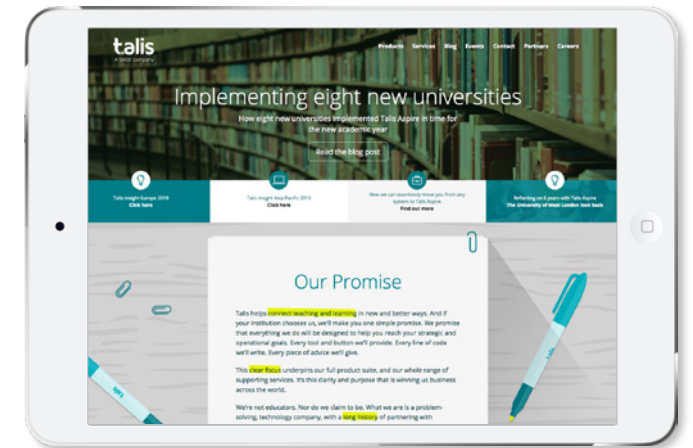 talis
A SAGE company
Products Services Blog Events Contact Partners Careers
Implementing eight new universities
How eight new universities implemented Talis Aspire in time for
the new academic year
Read the blog post
Talis Insight Europe 2019
Click here
Talis Insight Asia Pacific 2019
Click here
Now we can seamlessly move you from any
system to Talis Aspire
Find out more
Reflecting on 6 years with Talis Aspire
The University of West London look back
Our Promise
Talis helps connect teaching and learning in new and better ways. And if
your institution chooses us, we'll make you one simple promise. We promise
that everything we do will be designed to help you reach your strategic and
operational goals. Every tool and button we'll provide. Every line of code
we'll write. Every piece of advice we'll give.
This clear focus underpins our full product suite, and our whole range of
supporting services. It's this clarity and purpose that is winning us business
across the world.
We're not educators. Nor do we claim to be. What we are is a problem-
solving, technology company, with a long history of partnering with
talis
talis